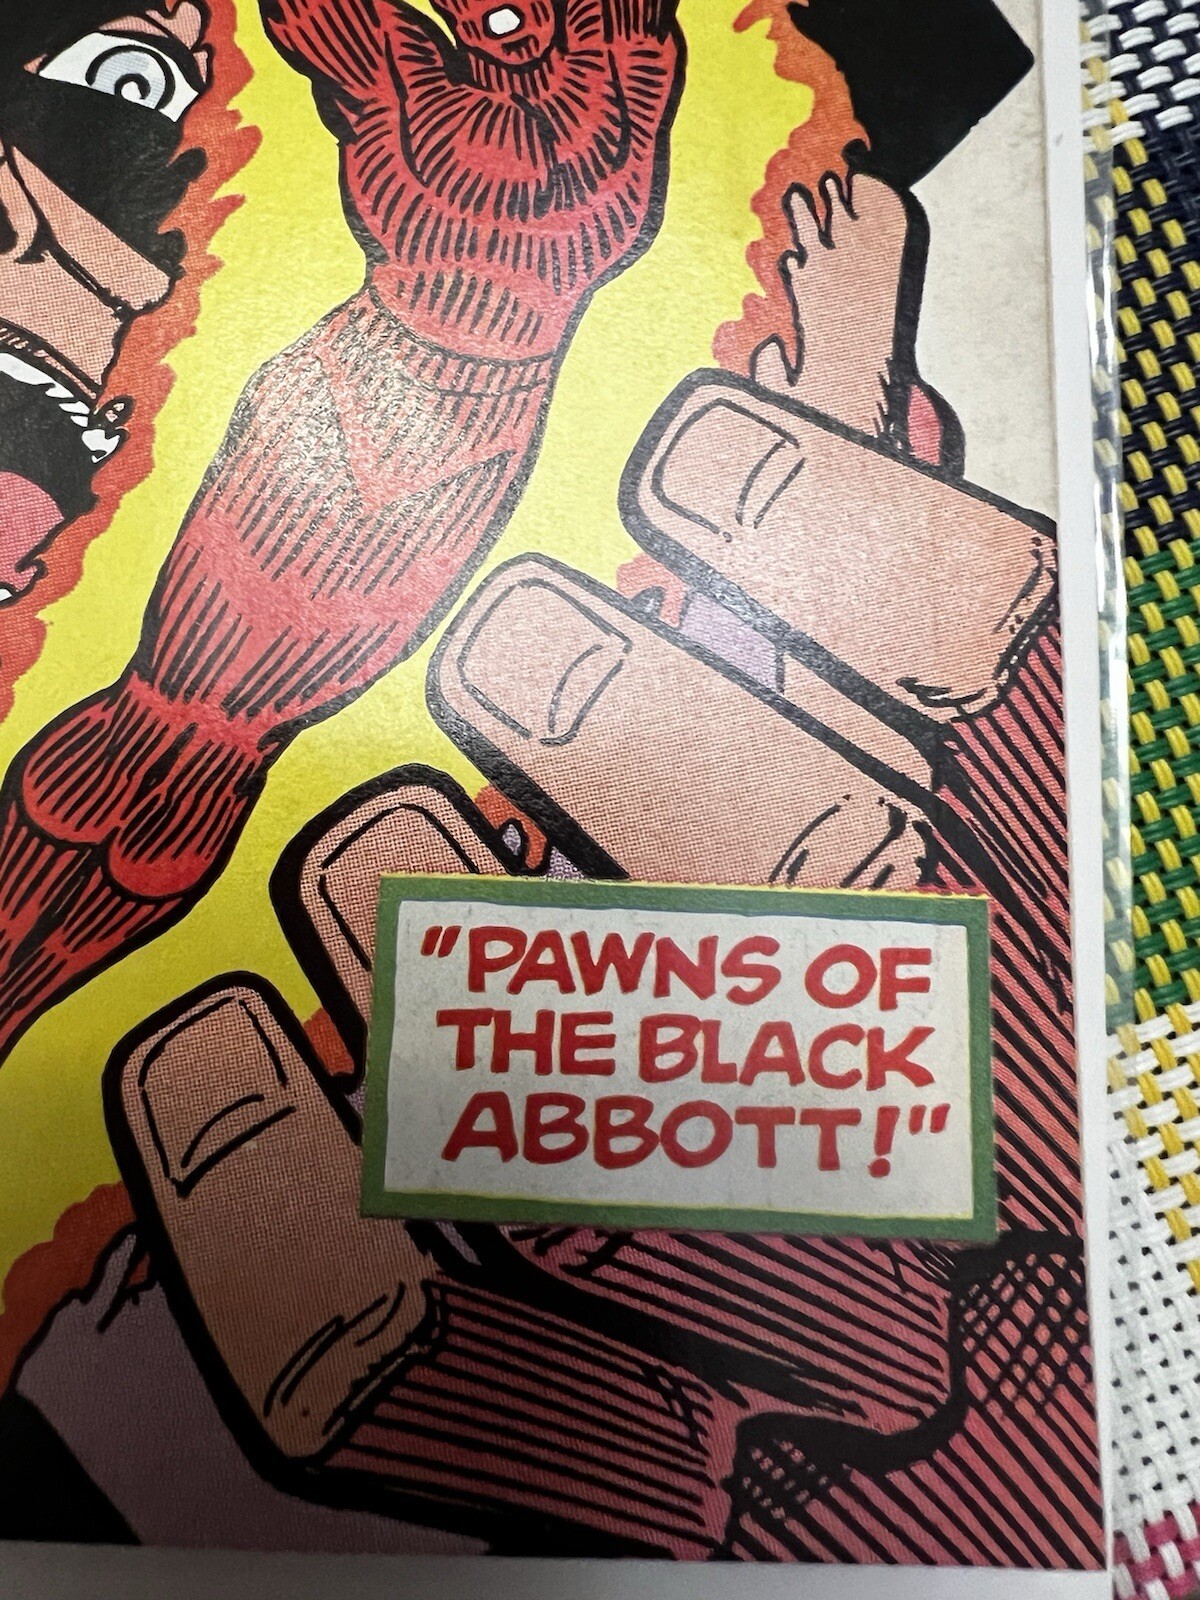 "PAWNS OF
THE BLACK
ABBOTT!"